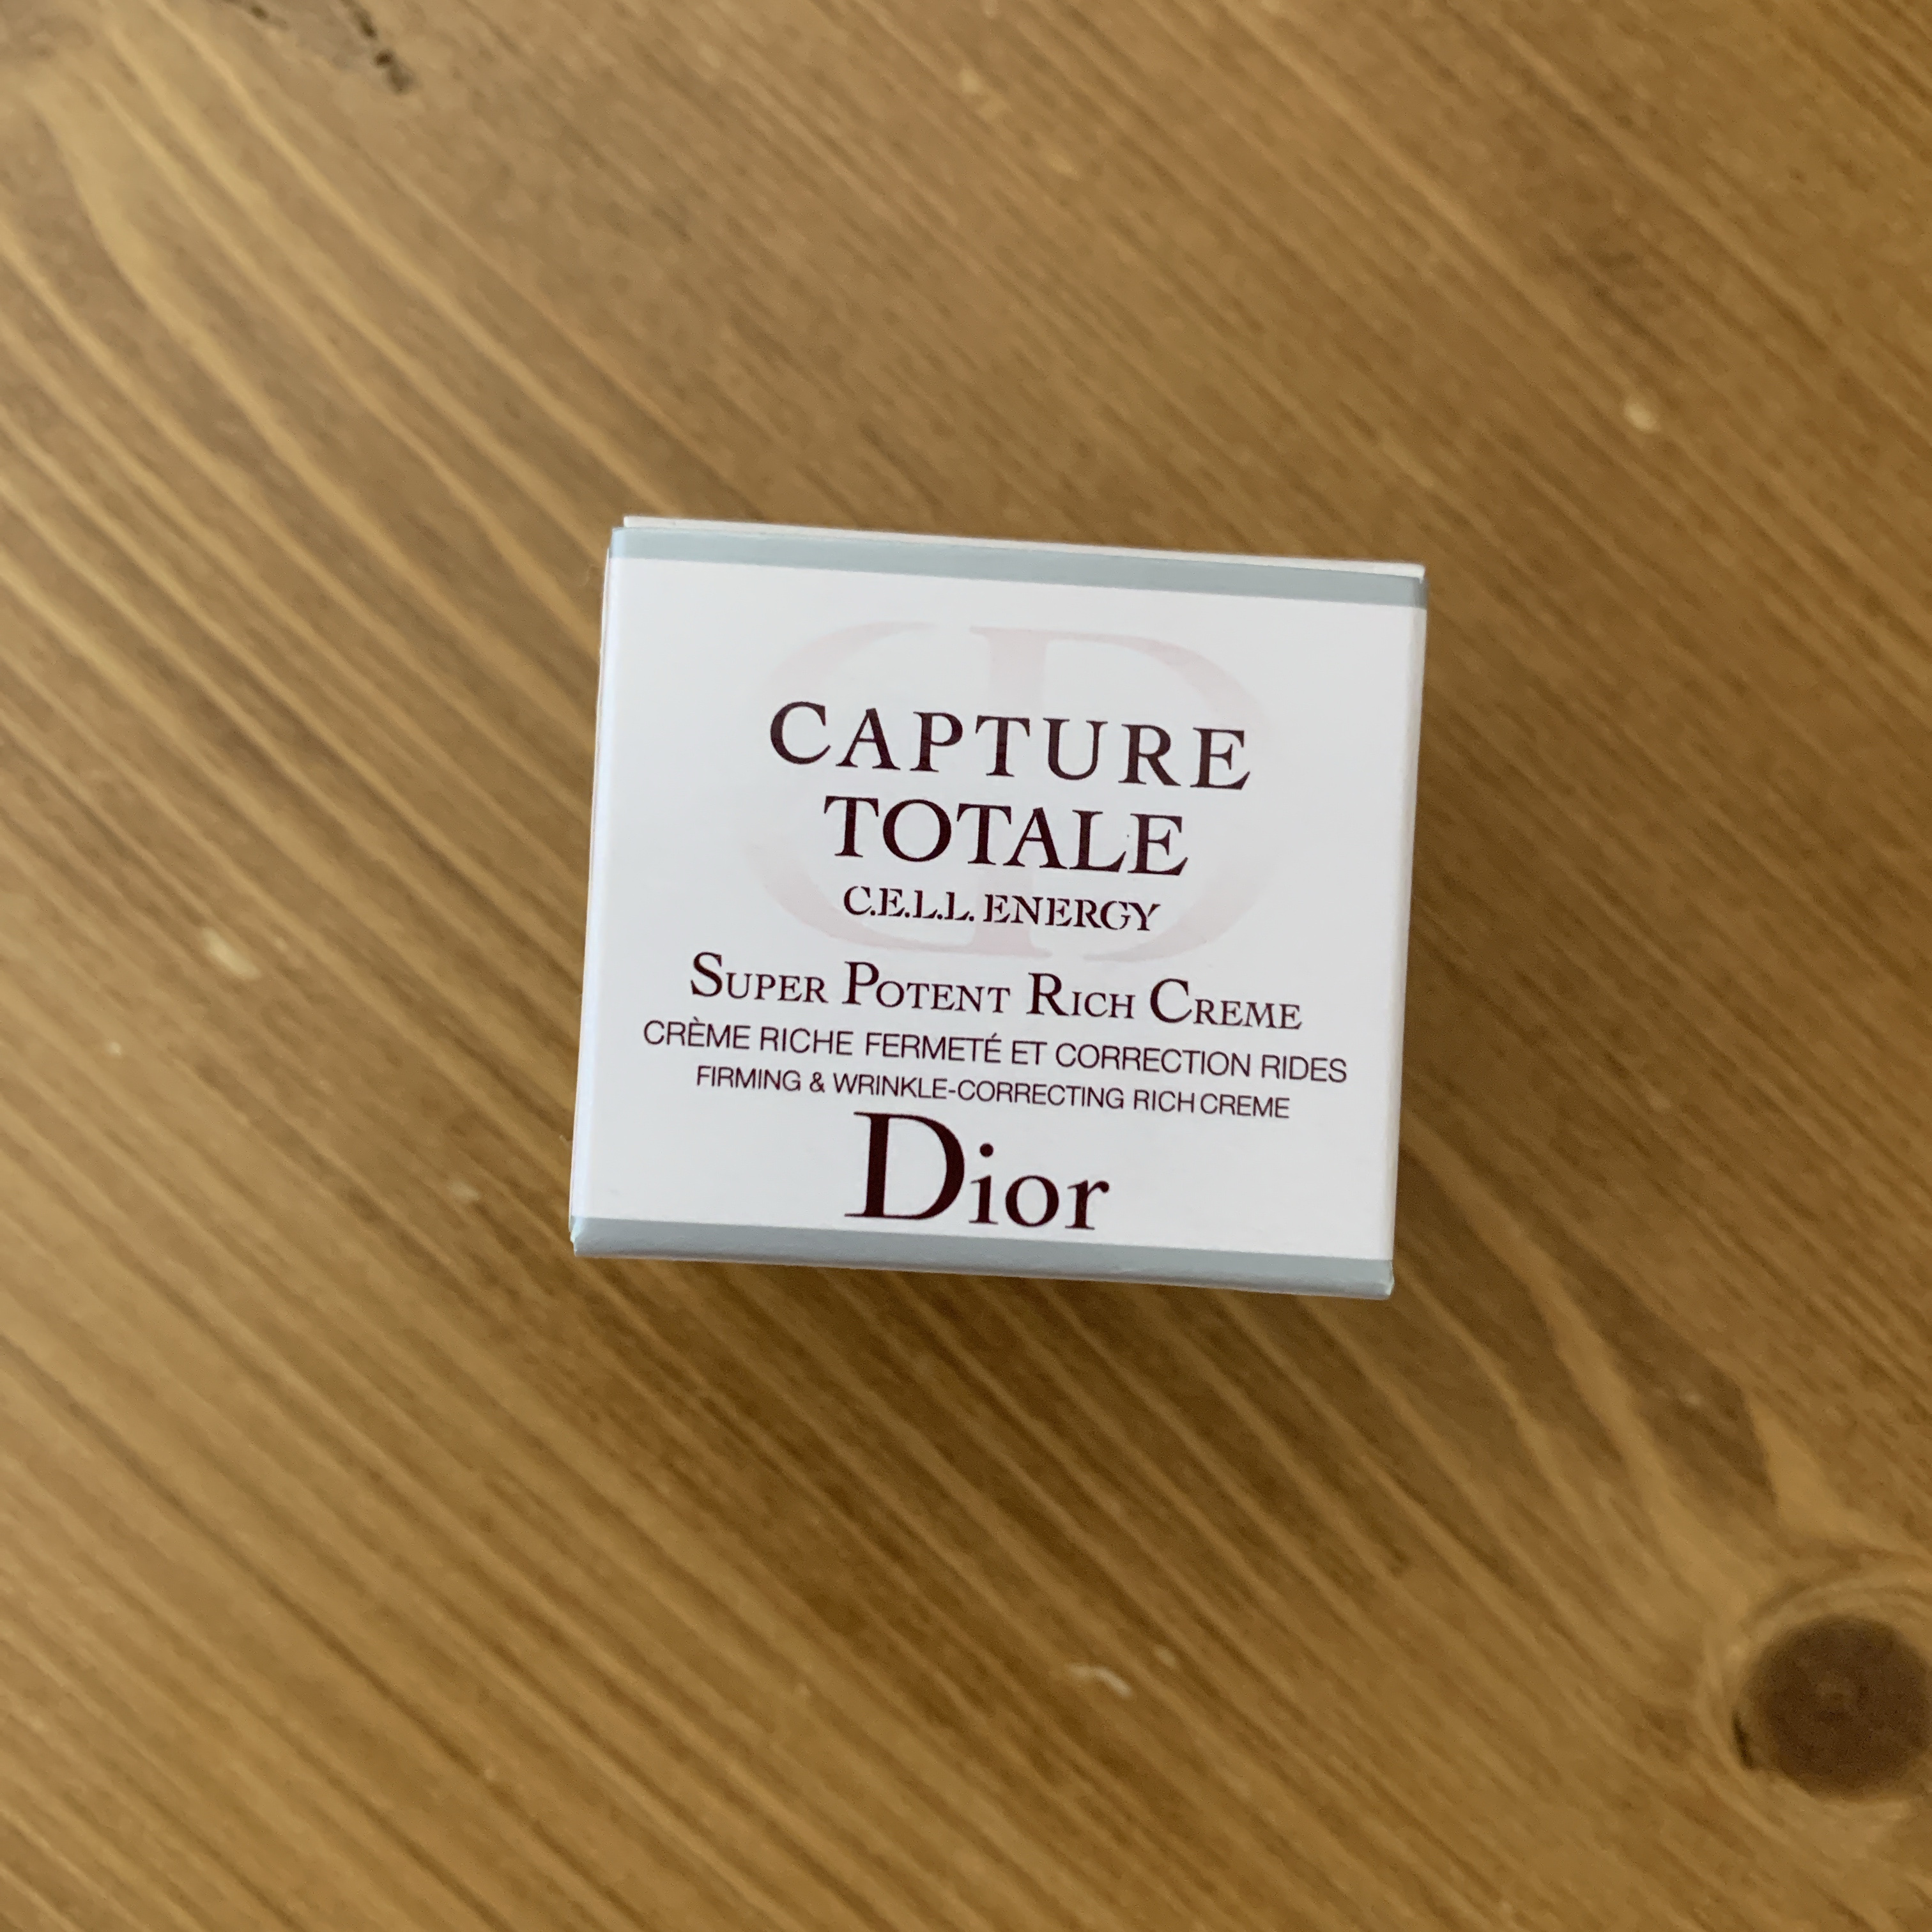 CAPTURE
TOTALE
C.E.L.L. ENERGY
SUPER POTENT RICH CREME
CRÈME RICHE FERMETÉ ET CORRECTION RIDES
FIRMING & WRINKLE-CORRECTING RICH CREME
Dior